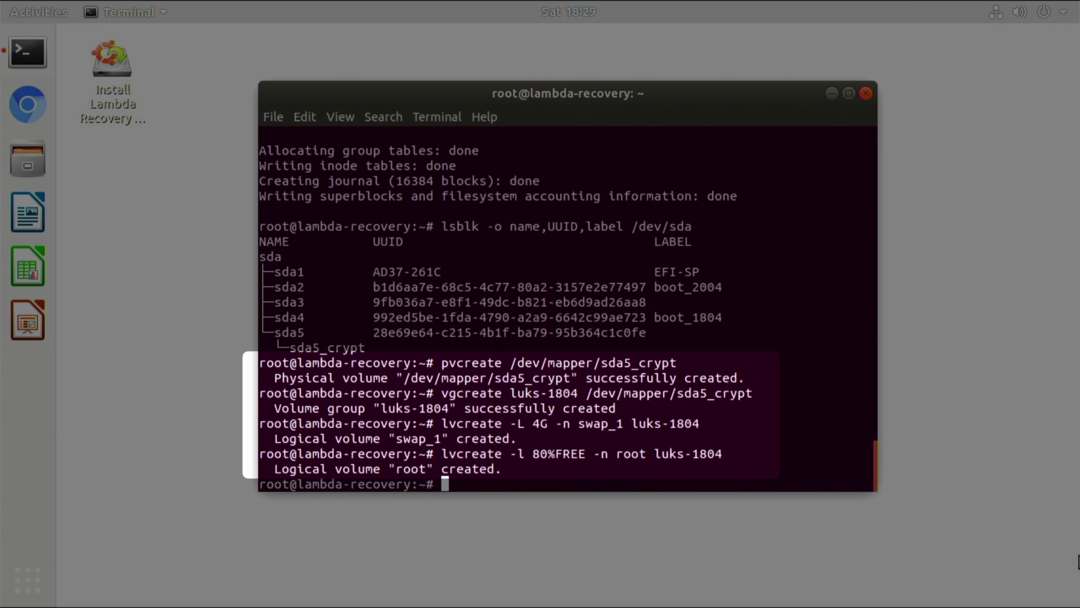 Activities
Terminal
Sat 18:29
Install
Lambda
Recovery ...
root@lambda-recovery: ~
File Edit View Search Terminal Help
Allocating group tables: done
Writing inode tables: done
Creating journal (16384 blocks): done
Writing superblocks and filesystem accounting information: done
root@lambda-recovery:~# lsblk -o name,UUID,label /dev/sda
NAME UUID LABEL
sda
├─sda1 AD37-261C EFI-SP
├─sda2 b1d6aa7e-68c5-4c77-80a2-3157e2e77497 boot_2004
├─sda3 9fb036a7-e8f1-49dc-b821-eb6d9ad26aa8
├─sda4 992ed5be-1fda-4790-a2a9-6642c99ae723 boot_1804
└─sda5 28e69e64-c215-4b1f-ba79-95b364c1c0fe
└─sda5_crypt
root@lambda-recovery:~# pvcreate /dev/mapper/sda5_crypt
Physical volume "/dev/mapper/sda5_crypt" successfully created.
root@lambda-recovery:~# vgcreate luks-1804 /dev/mapper/sda5_crypt
Volume group "luks-1804" successfully created
root@lambda-recovery:~# lvcreate -L 4G -n swap_1 luks-1804
Logical volume "swap_1" created.
root@lambda-recovery:~# lvcreate -l 80%FREE -n root luks-1804
Logical volume "root" created.
root@lambda-recovery:~#